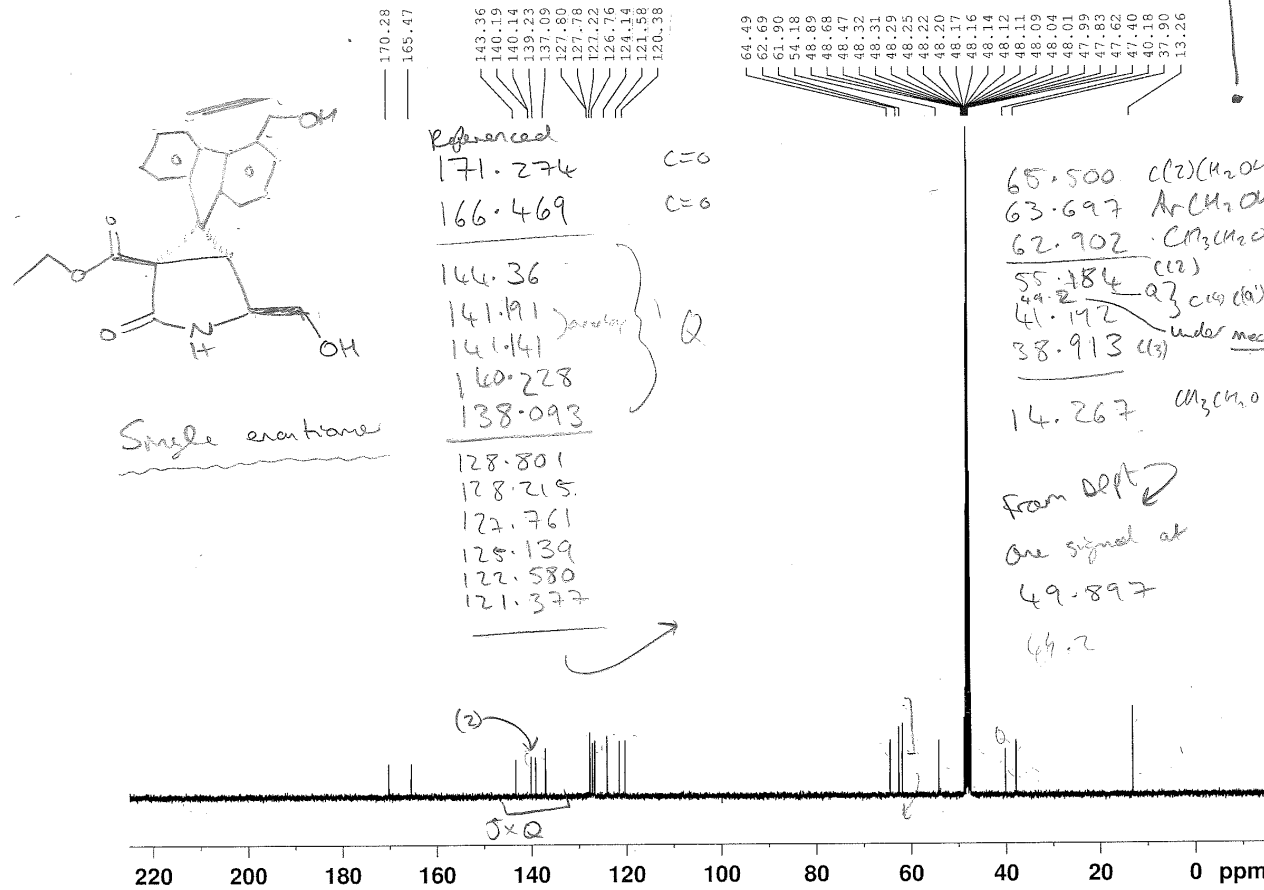 170.28
165.47
143.36
140.19
140.14
139.23
137.09
127.80
127.78
127.22
126.76
124.14
121.58
120.38
64.49
62.69
61.90
54.18
48.89
48.68
48.47
48.32
48.31
48.29
48.25
48.22
48.20
48.17
48.16
48.14
48.12
48.11
48.09
48.04
48.01
47.99
47.83
47.62
47.40
40.18
37.90
13.26
OH
O
O
O
N
H
OH
Single
Referenced
171.274 C=O
166.469 C=O
144.36
141.191
141.141
140.228
138.093
Q
128.801
128.215
127.761
125.139
122.580
121.377
65.500 C(2)CH2OH
63.697 ArCH2OH
62.902 CH3CH2O
55.184 C(2)
49.2 Q
41.192
under
38.913 C(3)
14.267 CH3CH2O
From Dept
One signal at
49.897
(2)
Q
5xQ
220 200 180 160 140 120 100 80 60 40 20 0 ppm